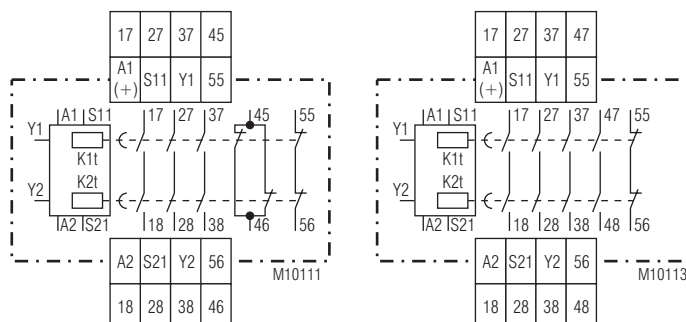 17 27 37 45
A1 (+) S11 Y1 55
A1 S11 17 27 37 45 55
Y1
K1t
K2t
Y2
A2 S21 18 28 38 46 56
M10111
A2 S21 Y2 56
18 28 38 46
17 27 37 47
A1 (+) S11 Y1 55
A1 S11 17 27 37 47 55
Y1
K1t
K2t
Y2
A2 S21 18 28 38 48 56
M10113
A2 S21 Y2 56
18 28 38 48